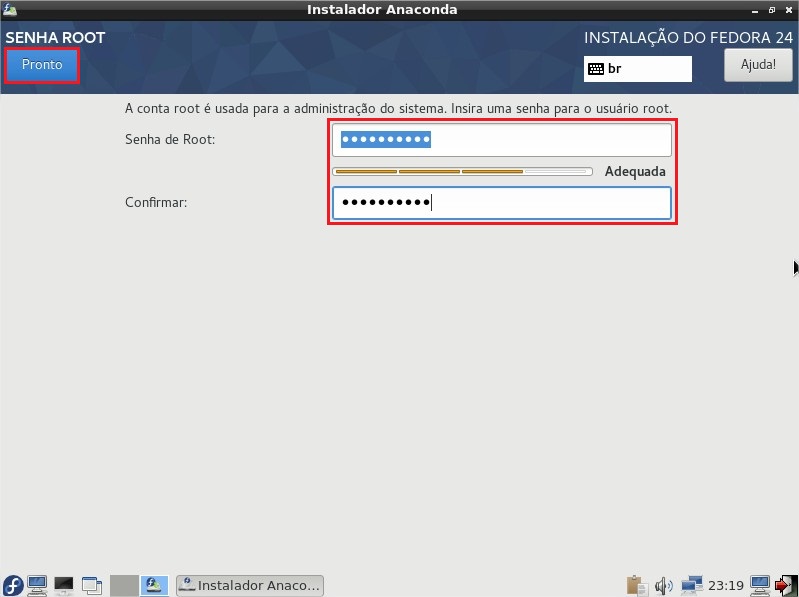 Instalador Anaconda
SENHA ROOT
INSTALAÇÃO DO FEDORA 24
Pronto
br
Ajuda!
A conta root é usada para a administração do sistema. Insira uma senha para o usuário root.
Senha de Root:
●●●●●●●●●●
Adequada
Confirmar:
●●●●●●●●●●
Instalador Anaco...
23:19